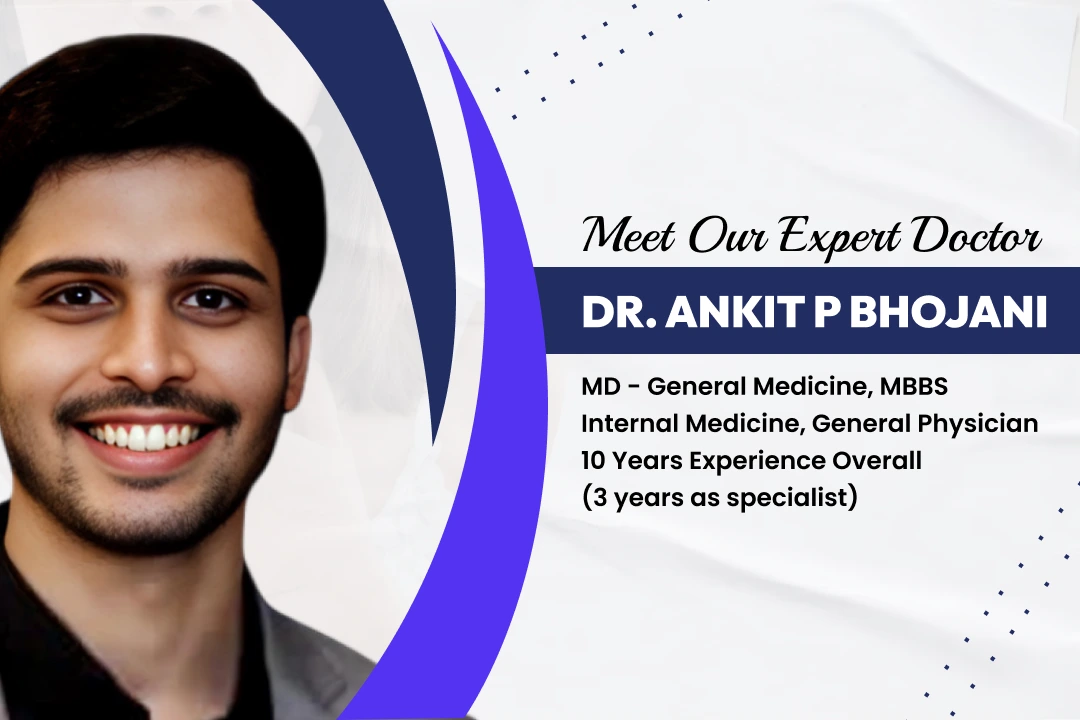 Meet Our Expert Doctor
DR. ANKIT P BHOJANI
MD - General Medicine, MBBS
Internal Medicine, General Physician
10 Years Experience Overall
(3 years as specialist)